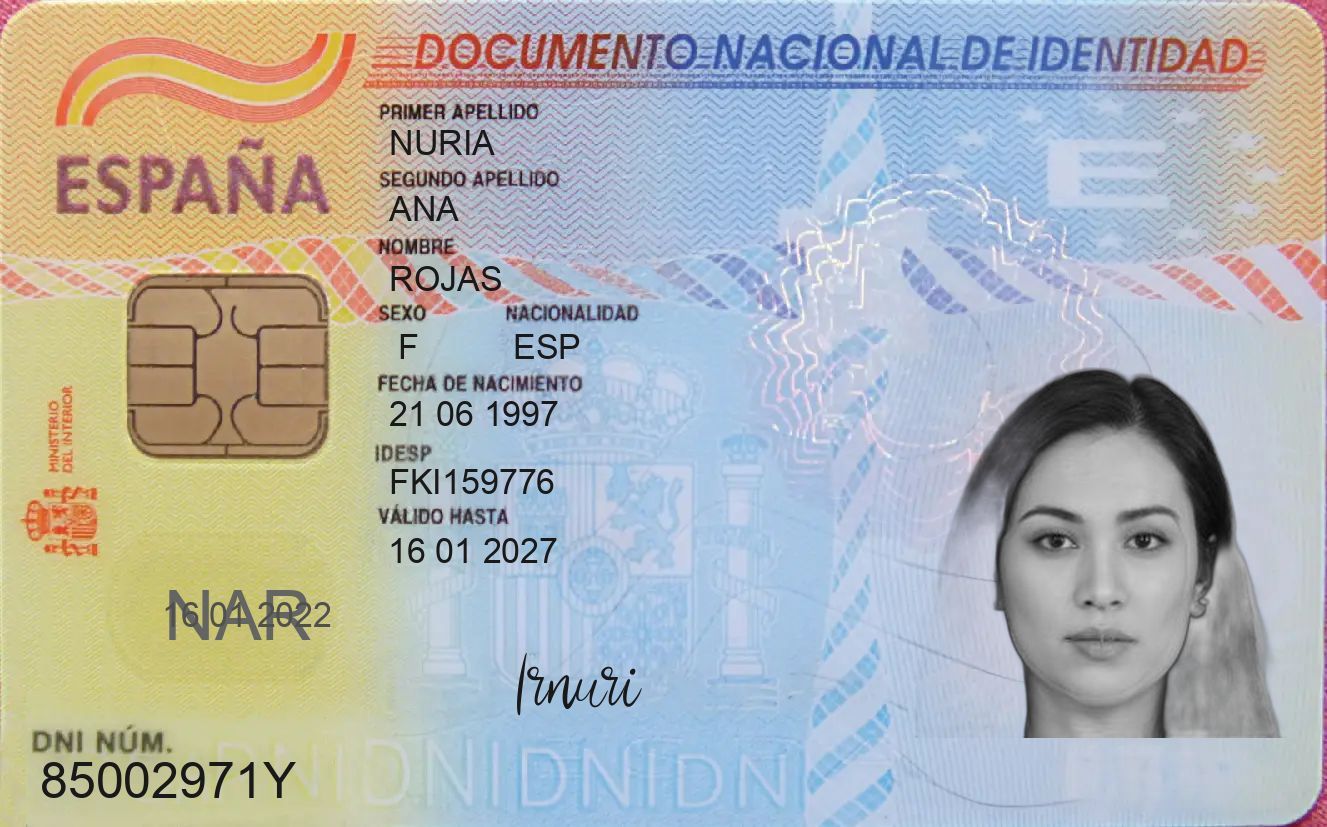 DOCUMENTO NACIONAL DE IDENTIDAD
ESPAÑA
E
PRIMER APELLIDO
NURIA
SEGUNDO APELLIDO
ANA
NOMBRE
ROJAS
SEXO NACIONALIDAD
F ESP
FECHA DE NACIMIENTO
21 06 1997
IDESP
FKI159776
VÁLIDO HASTA
16 01 2027
MINISTERIO
DEL INTERIOR
NAR
16 01 2022
Irnuri
DNI NÚM.
85002971Y
DNIDNIDNIDNI